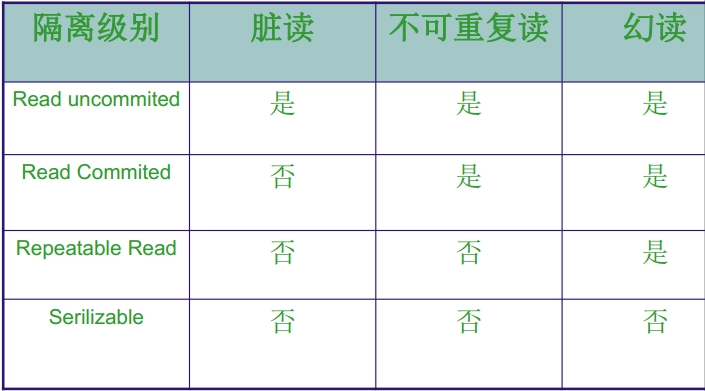 隔离级别 脏读 不可重复读 幻读
Read uncommited 是 是 是
Read Commited 否 是 是
Repeatable Read 否 否 是
Serilizable 否 否 否